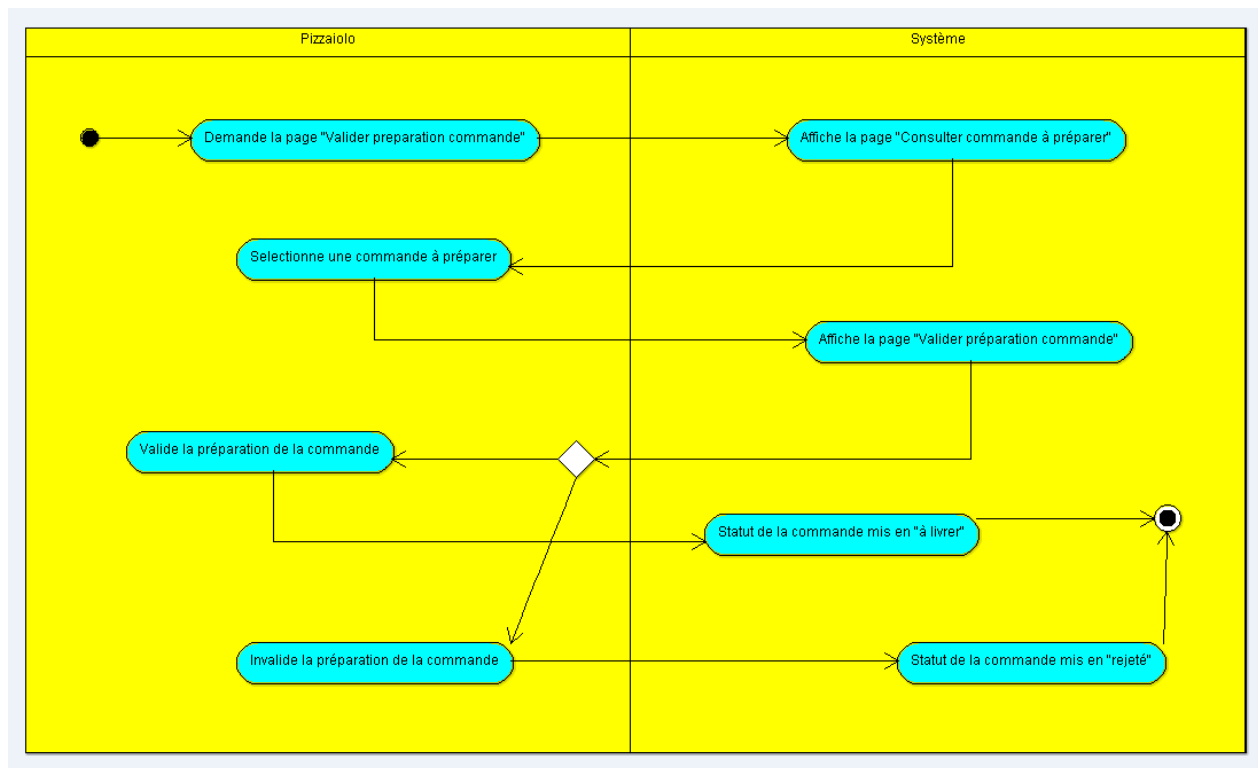 Pizzaiolo
Système
Demande la page "Valider preparation commande"
Affiche la page "Consulter commande à préparer"
Selectionne une commande à préparer
Affiche la page "Valider préparation commande"
Valide la préparation de la commande
Statut de la commande mis en "à livrer"
Invalide la préparation de la commande
Statut de la commande mis en "rejeté"